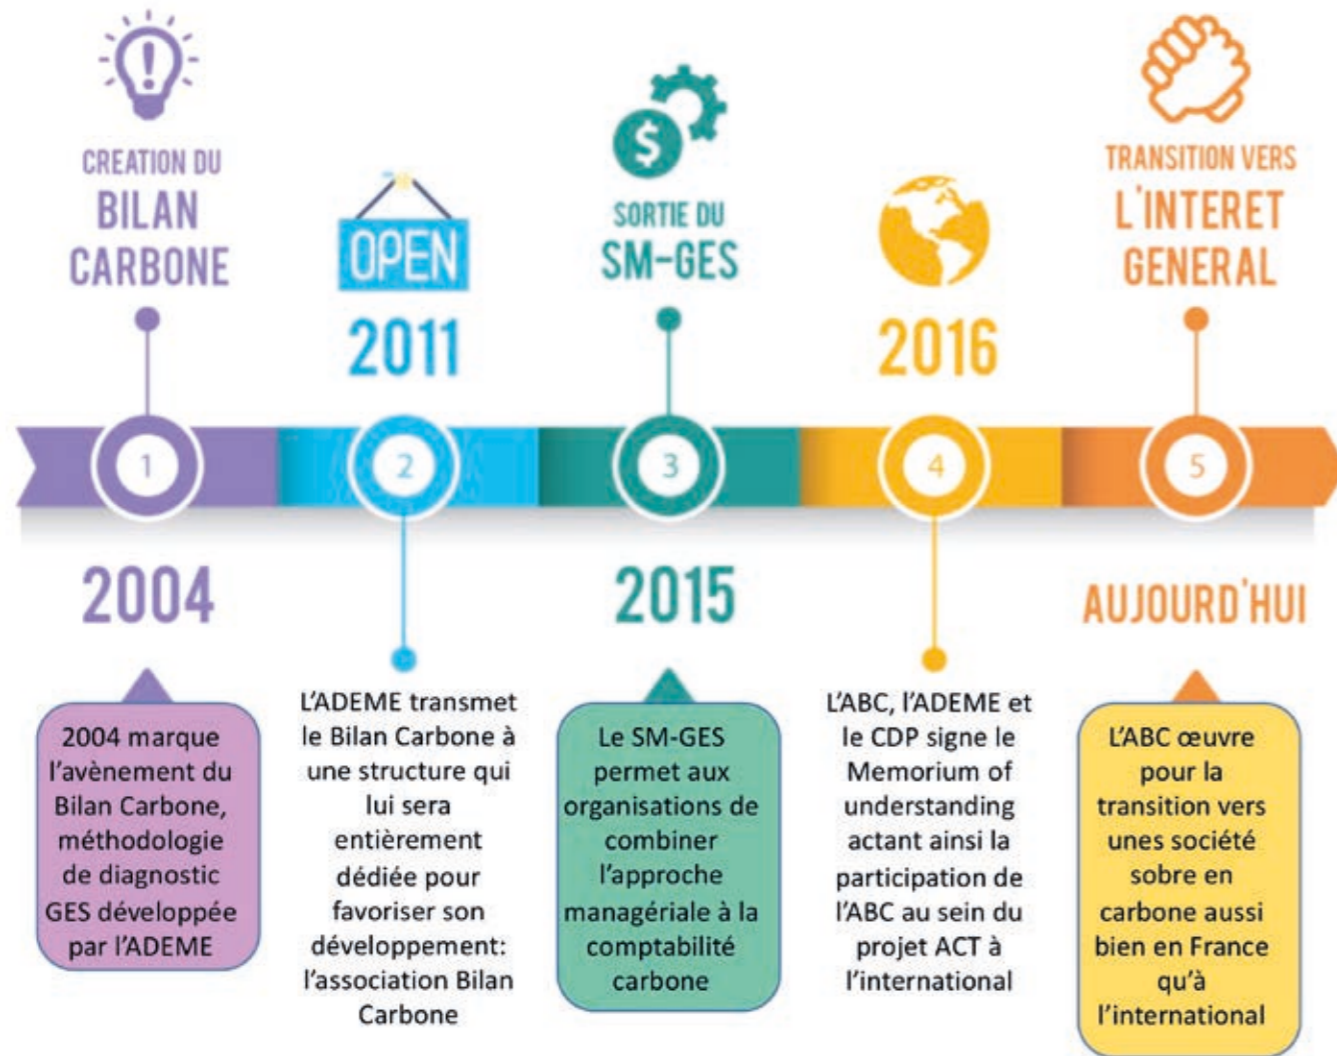 CREATION DU
BILAN
CARBONE
1
2004
2004 marque
l'avènement du
Bilan Carbone,
méthodologie
de diagnostic
GES développée
par l'ADEME
OPEN
2011
2
L'ADEME transmet
le Bilan Carbone à
une structure qui
lui sera
entièrement
dédiée pour
favoriser son
développement:
l'association Bilan
Carbone
$
SORTIE DU
SM-GES
3
2015
Le SM-GES
permet aux
organisations de
combiner
l'approche
managériale à la
comptabilité
carbone
2016
4
L'ABC, l'ADEME et
le CDP signe le
Memorium of
understanding
actant ainsi la
participation de
l'ABC au sein du
projet ACT à
l'international
TRANSITION VERS
L'INTERET
GENERAL
5
AUJOURD'HUI
L'ABC œuvre
pour la
transition vers
unes société
sobre en
carbone aussi
bien en France
qu'à
l'international